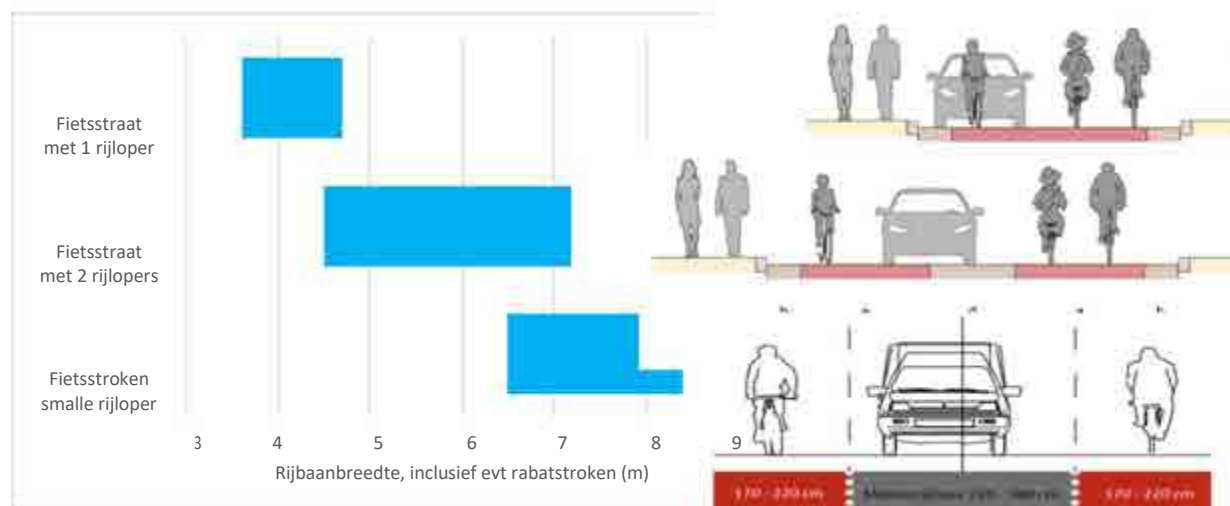 Fietsstraat
met 1 rijloper
Fietsstraat
met 2 rijlopers
Fietsstroken
smalle rijloper
3 4 5 6 7 8 9
Rijbaanbreedte, inclusief evt rabatstroken (m)
170 - 220 cm
170 - 220 cm